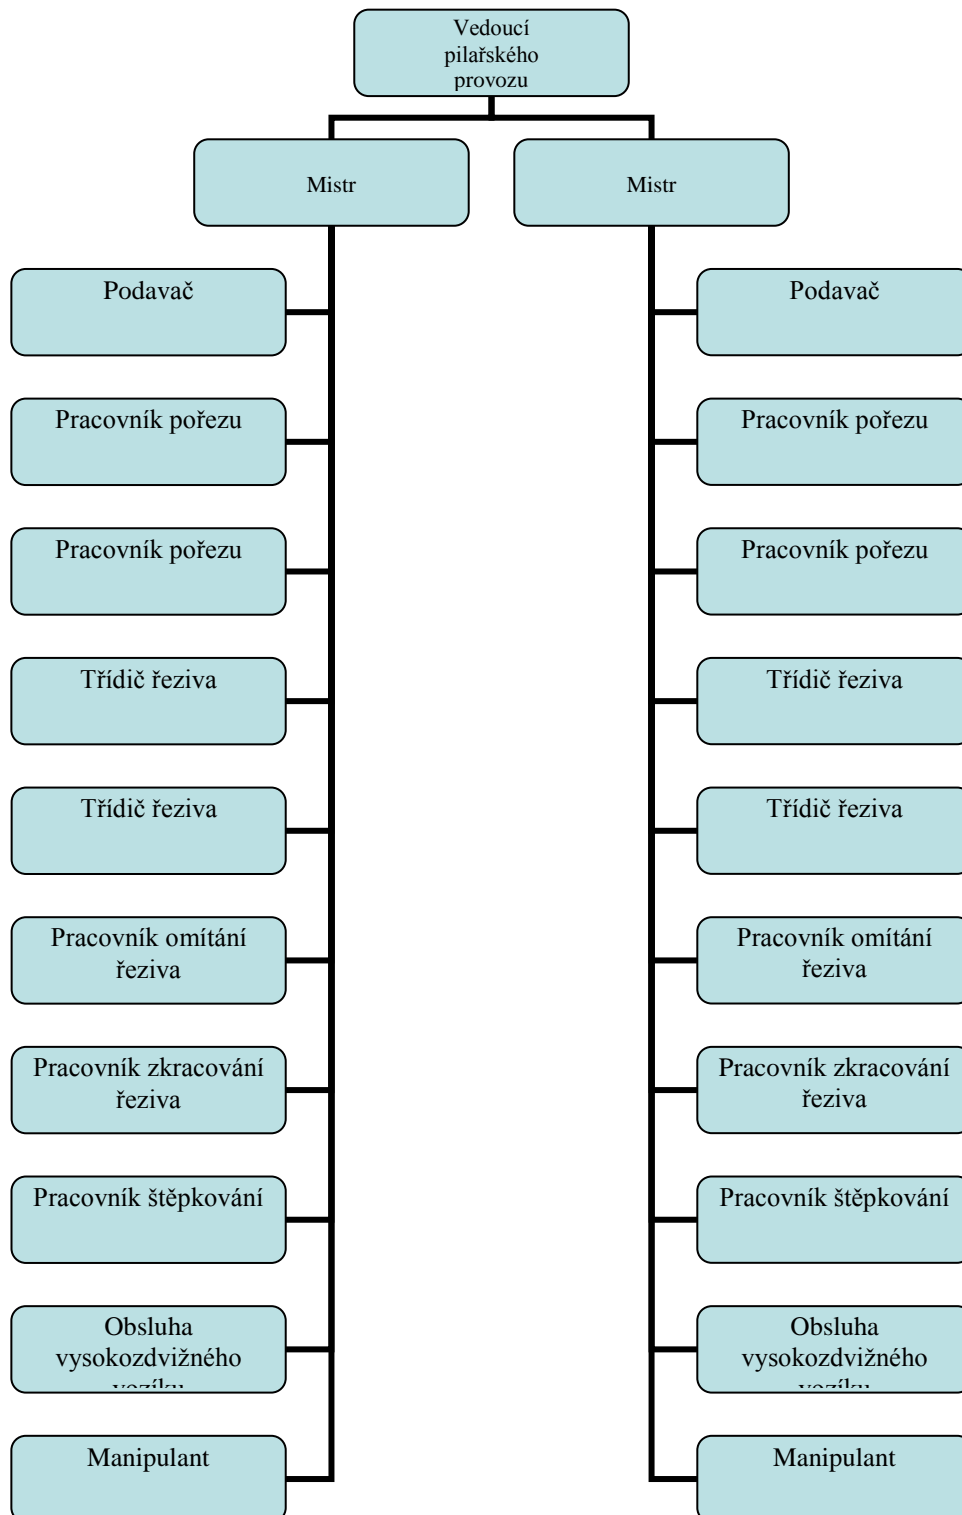 Vedoucí
pilařského
provozu
Mistr
Mistr
Podavač
Podavač
Pracovník pořezu
Pracovník pořezu
Pracovník pořezu
Pracovník pořezu
Třídič řeziva
Třídič řeziva
Třídič řeziva
Třídič řeziva
Pracovník omítání
řeziva
Pracovník omítání
řeziva
Pracovník zkracování
řeziva
Pracovník zkracování
řeziva
Pracovník štěpkování
Pracovník štěpkování
Obsluha
vysokozdvižného
vozíku
Obsluha
vysokozdvižného
vozíku
Manipulant
Manipulant